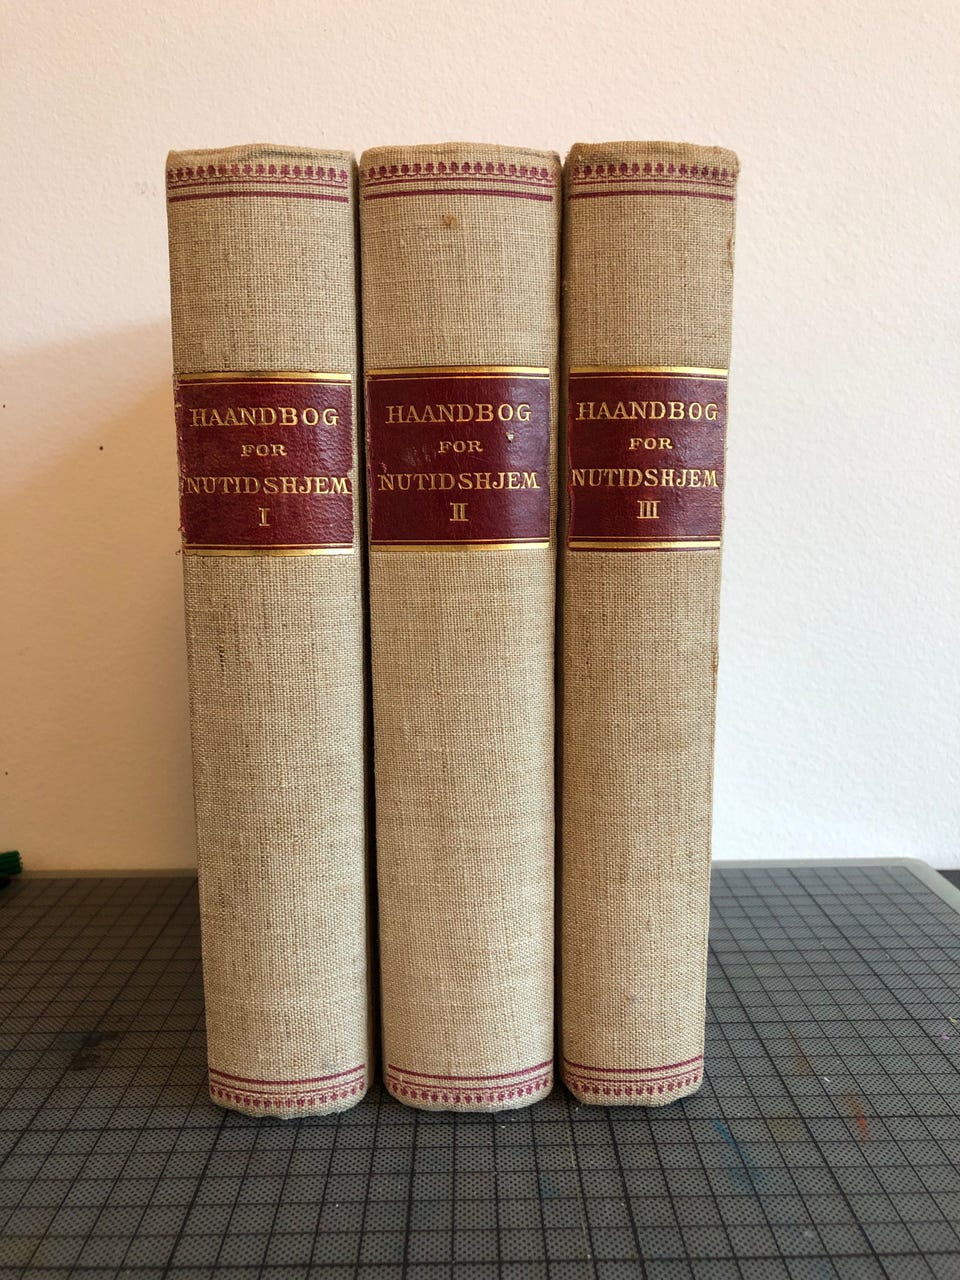 HAANDBOG
FOR
NUTIDSHJEM
I
HAANDBOG
FOR
NUTIDSHJEM
II
HAANDBOG
FOR
NUTIDSHJEM
III